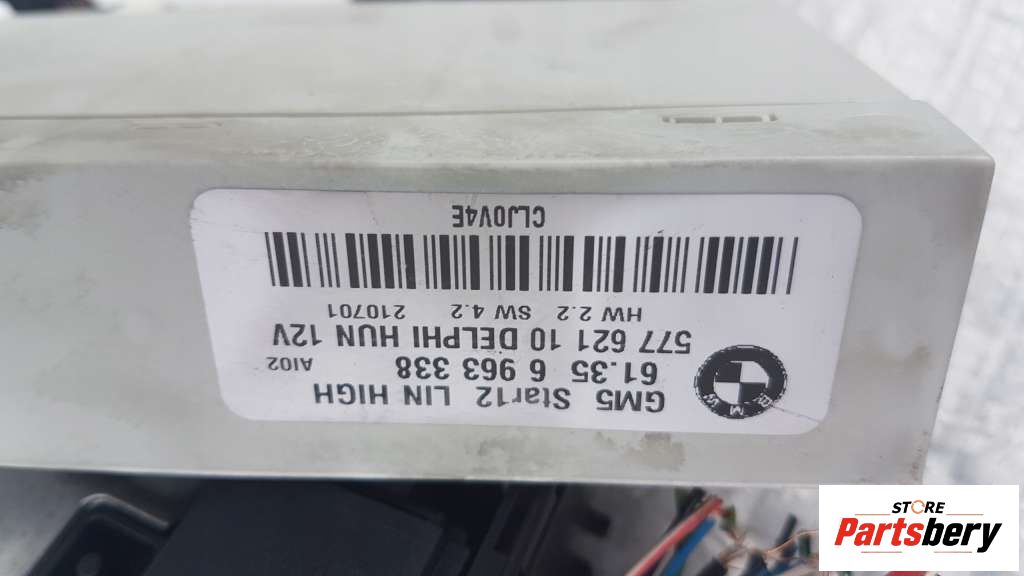 GM5 Star12 LIN HIGH
61.35 6 963 338 AI02
577 621 10 DELPHI HUN 12V
HW 2.2 SW 4.2 210701
CLJ0V4E
BMW
STORE
Partsbery